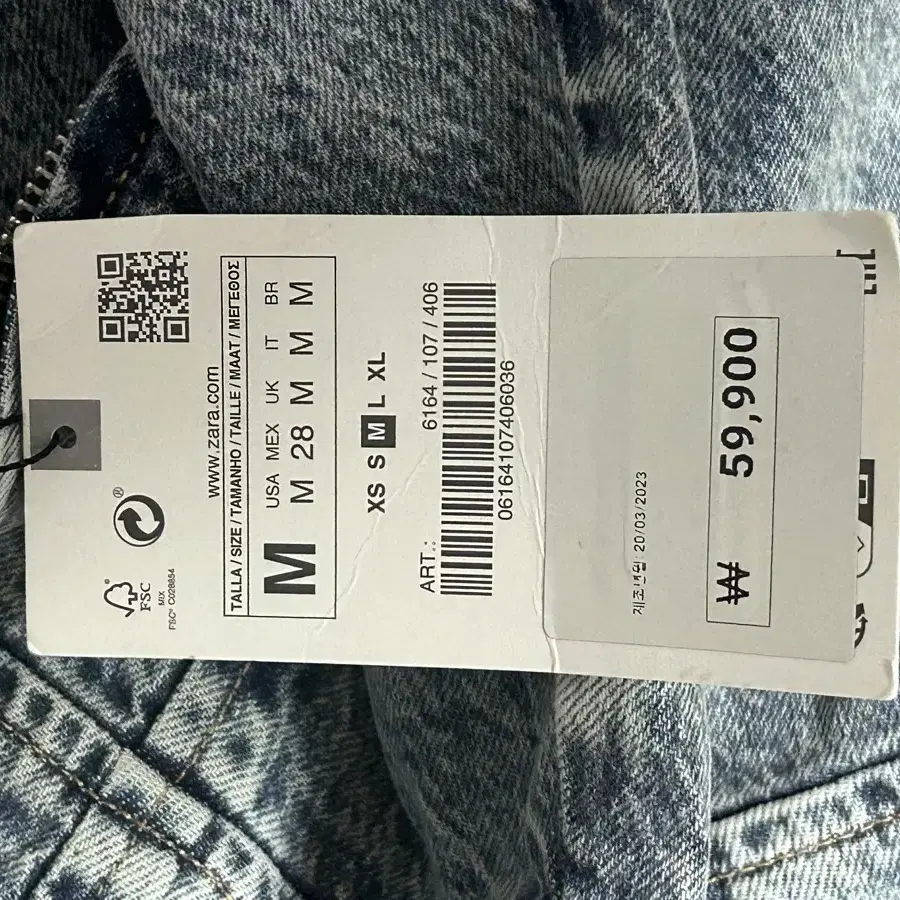 FSC
MIX
FSC® C028854
®
www.zara.com
TALLA / SIZE / TAMANHO / TAILLE / MAAT / ΜΕΓΕΘΟΣ
USA MEX UK IT BR
M M 28 M M M
XS S M L XL
ART.: 6164 / 107 / 406
06164107406036
제조년월: 20/03/2023
₩ 59,900